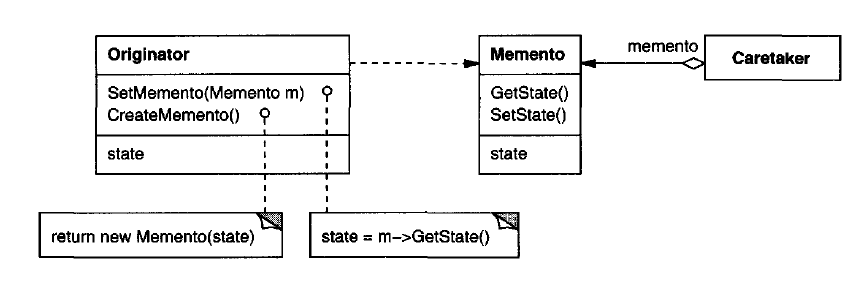 Originator
SetMemento(Memento m)
CreateMemento()
state
return new Memento(state)
state = m->GetState()
Memento
GetState()
SetState()
state
memento
Caretaker